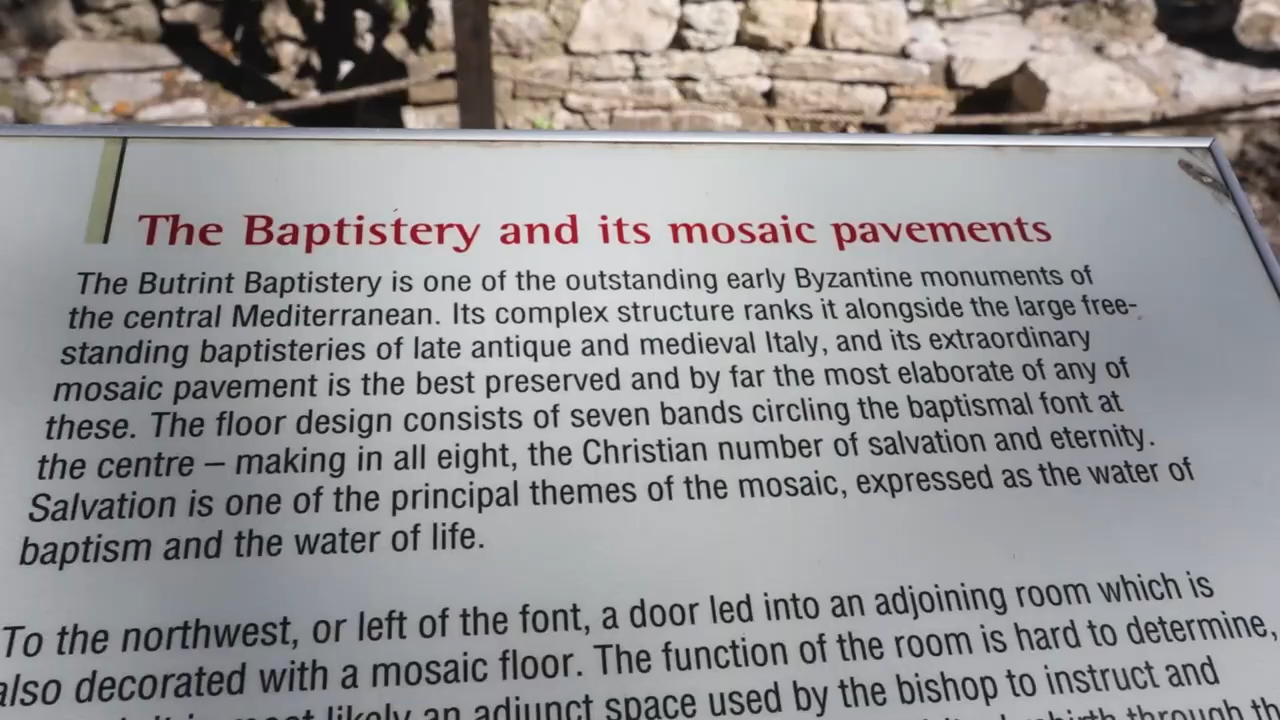 The Baptistery and its mosaic pavements
The Butrint Baptistery is one of the outstanding early Byzantine monuments of
the central Mediterranean. Its complex structure ranks it alongside the large free-
standing baptisteries of late antique and medieval Italy, and its extraordinary
mosaic pavement is the best preserved and by far the most elaborate of any of
these. The floor design consists of seven bands circling the baptismal font at
the centre – making in all eight, the Christian number of salvation and eternity.
Salvation is one of the principal themes of the mosaic, expressed as the water of
baptism and the water of life.
To the northwest, or left of the font, a door led into an adjoining room which is
also decorated with a mosaic floor. The function of the room is hard to determine,
likely an adjunct space used by the bishop to instruct and
through